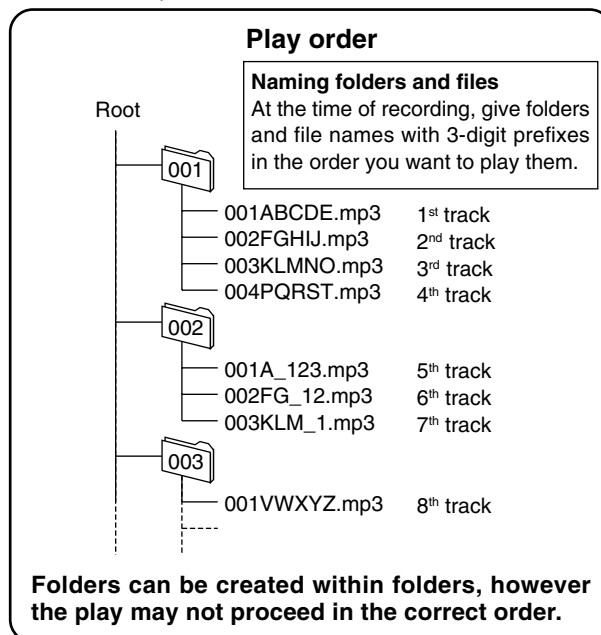 Play order
Naming folders and files
At the time of recording, give folders
and file names with 3-digit prefixes
in the order you want to play them.
Root
001
001ABCDE.mp3 1st track
002FGHIJ.mp3 2nd track
003KLMNO.mp3 3rd track
004PQRST.mp3 4th track
002
001A_123.mp3 5th track
002FG_12.mp3 6th track
003KLM_1.mp3 7th track
003
001VWXYZ.mp3 8th track
Folders can be created within folders, however
the play may not proceed in the correct order.